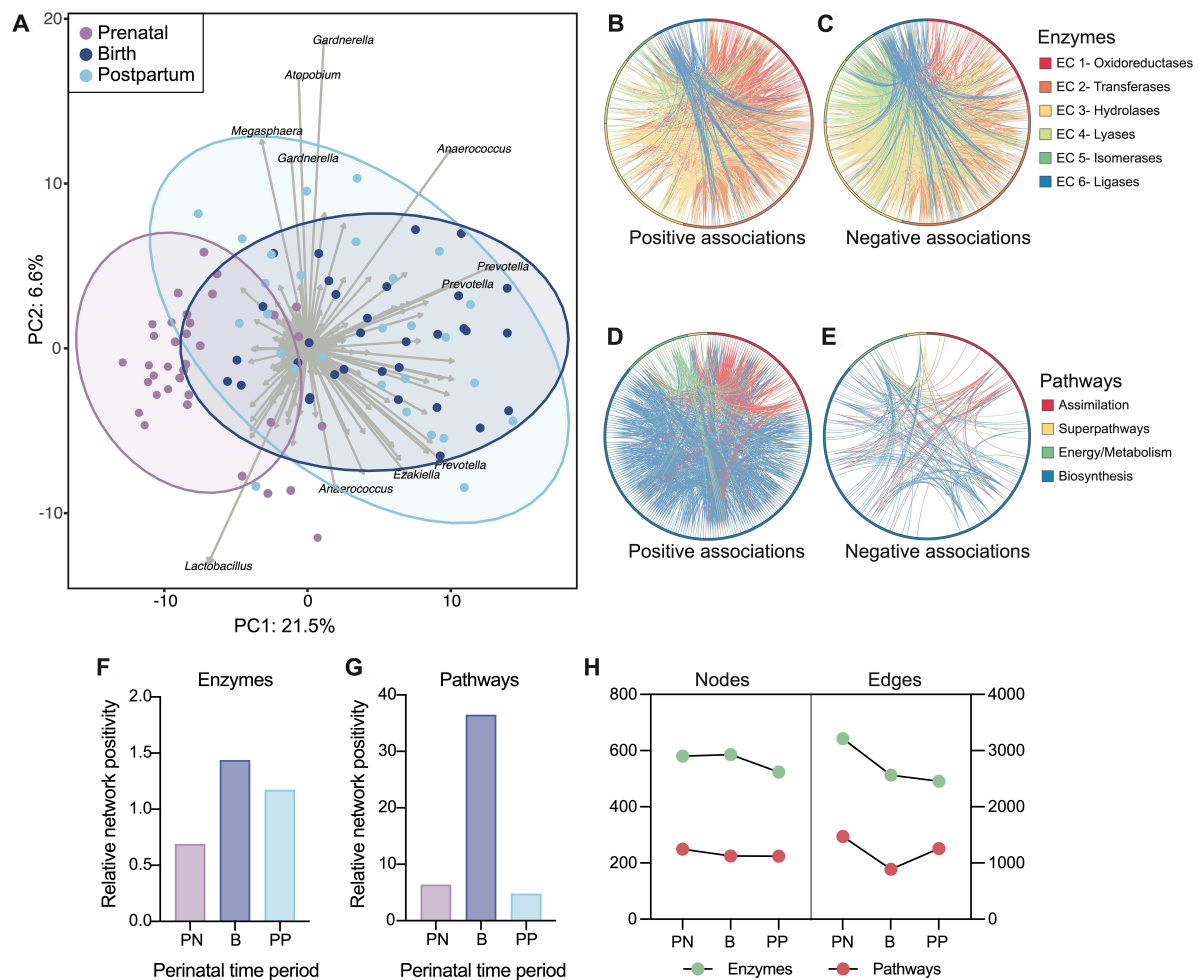 A
Prenatal
Birth
Postpartum
20
10
0
-10
PC2: 6.6%
-10
0
10
PC1: 21.5%
Gardnerella
Atopobium
Megasphaera
Gardnerella
Anaerococcus
Prevotella
Prevotella
Prevotella
Ezakiella
Anaerococcus
Lactobacillus
B
Positive associations
C
Negative associations
Enzymes
EC 1- Oxidoreductases
EC 2- Transferases
EC 3- Hydrolases
EC 4- Lyases
EC 5- Isomerases
EC 6- Ligases
D
Positive associations
E
Negative associations
Pathways
Assimilation
Superpathways
Energy/Metabolism
Biosynthesis
F
Enzymes
Relative network positivity
2.0
1.5
1.0
0.5
0.0
PN B PP
Perinatal time period
G
Pathways
Relative network positivity
40
30
20
10
0
PN B PP
Perinatal time period
H
Nodes Edges
800
600
400
200
0
4000
3000
2000
1000
0
PN B PP PN B PP
Enzymes Pathways